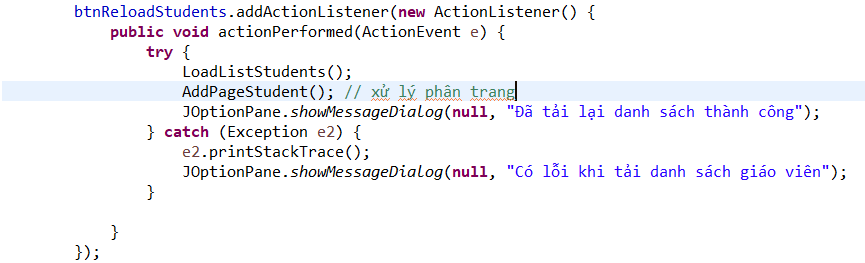 btnReloadStudents.addActionListener(new ActionListener() {
public void actionPerformed(ActionEvent e) {
try {
LoadListStudents();
AddPageStudent(); // xử lý phân trang
JOptionPane.showMessageDialog(null, "Đã tải lại danh sách thành công");
} catch (Exception e2) {
e2.printStackTrace();
JOptionPane.showMessageDialog(null, "Có lỗi khi tải danh sách giáo viên");
}
}
});